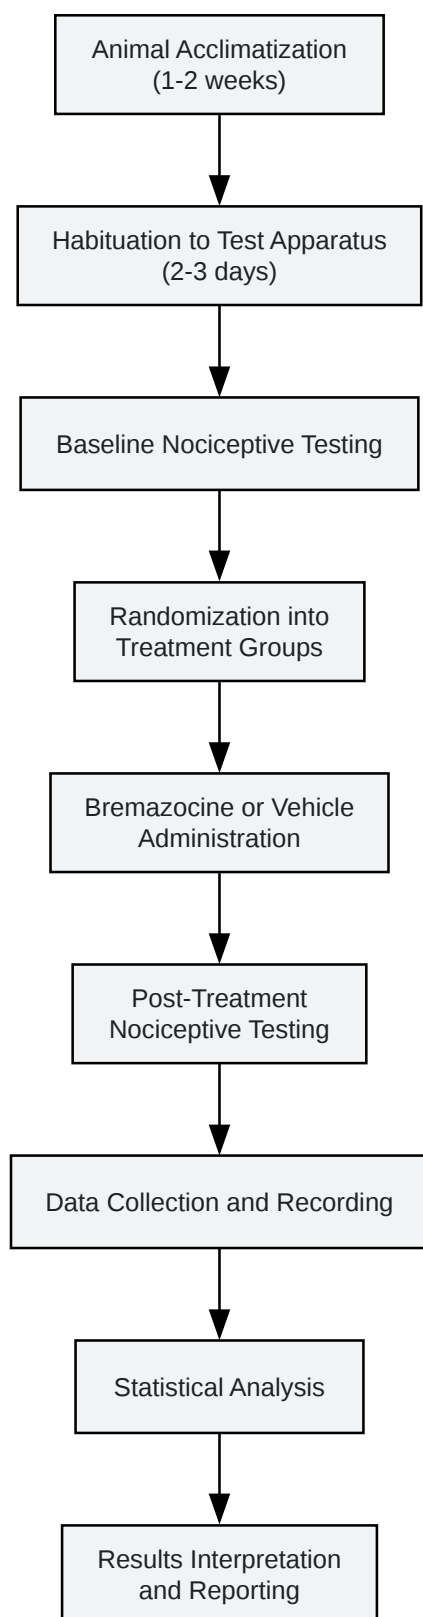 Animal Acclimatization
(1-2 weeks)
Habituation to Test Apparatus
(2-3 days)
Baseline Nociceptive Testing
Randomization into
Treatment Groups
Bremazocine or Vehicle
Administration
Post-Treatment
Nociceptive Testing
Data Collection and Recording
Statistical Analysis
Results Interpretation
and Reporting